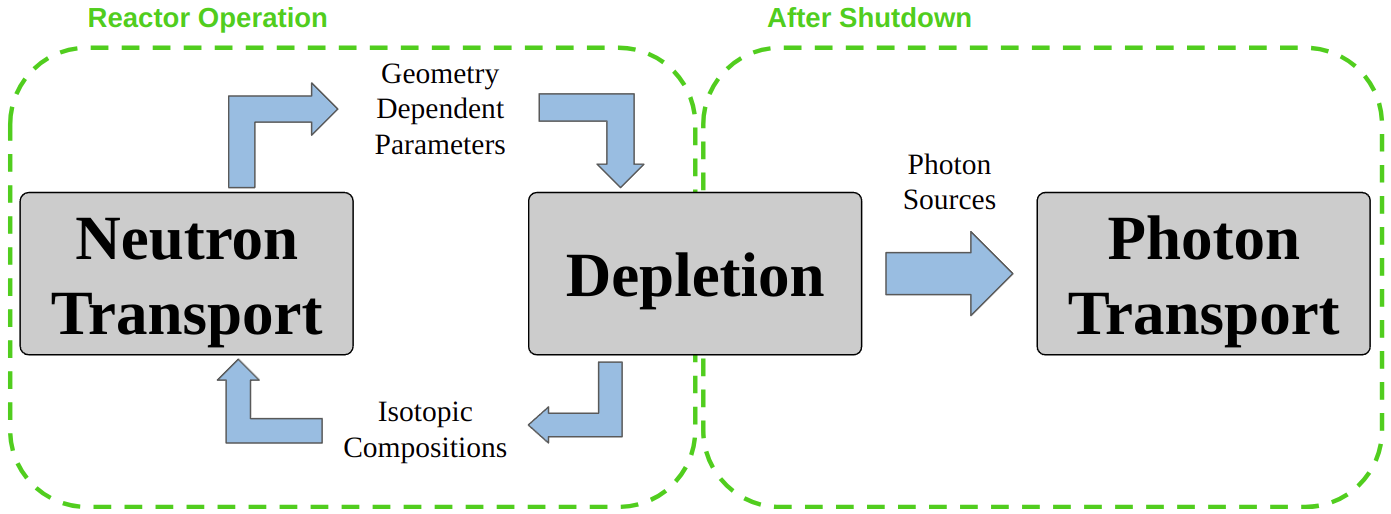 Reactor Operation
After Shutdown
Geometry
Dependent
Parameters
Photon
Sources
Neutron
Transport
Depletion
Photon
Transport
Isotopic
Compositions